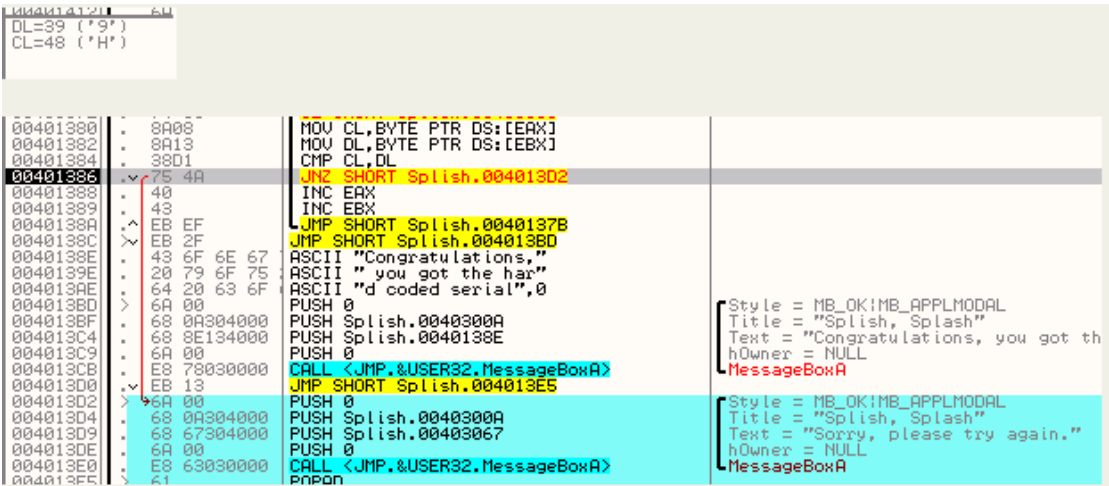 DL=39 ('9')
CL=48 ('H')
00401380 . 8A08 MOV CL,BYTE PTR DS:[EAX]
00401382 . 8A13 MOV DL,BYTE PTR DS:[EBX]
00401384 . 38D1 CMP CL,DL
00401386 . 75 4A JNZ SHORT Splish.004013D2
00401388 . 40 INC EAX
00401389 . 43 INC EBX
0040138A .^ EB EF JMP SHORT Splish.0040137B
0040138C >v EB 2F JMP SHORT Splish.004013BD
0040138E . 43 6F 6E 67 ASCII "Congratulations,"
0040139E . 20 79 6F 75 ASCII " you got the har"
004013AE . 64 20 63 6F ASCII "d coded serial",0
004013BD > 6A 00 PUSH 0 Style = MB_OK|MB_APPLMODAL
004013BF . 68 0A304000 PUSH Splish.0040300A Title = "Splish, Splash"
004013C4 . 68 8E134000 PUSH Splish.0040138E Text = "Congratulations, you got th
004013C9 . 6A 00 PUSH 0 hOwner = NULL
004013CB . E8 78030000 CALL <JMP.&USER32.MessageBoxA> MessageBoxA
004013D0 .v EB 13 JMP SHORT Splish.004013E5
004013D2 > 6A 00 PUSH 0 Style = MB_OK|MB_APPLMODAL
004013D4 . 68 0A304000 PUSH Splish.0040300A Title = "Splish, Splash"
004013D9 . 68 67304000 PUSH Splish.00403067 Text = "Sorry, please try again."
004013DE . 6A 00 PUSH 0 hOwner = NULL
004013E0 . E8 63030000 CALL <JMP.&USER32.MessageBoxA> MessageBoxA
004013E5 > 61 POPAD